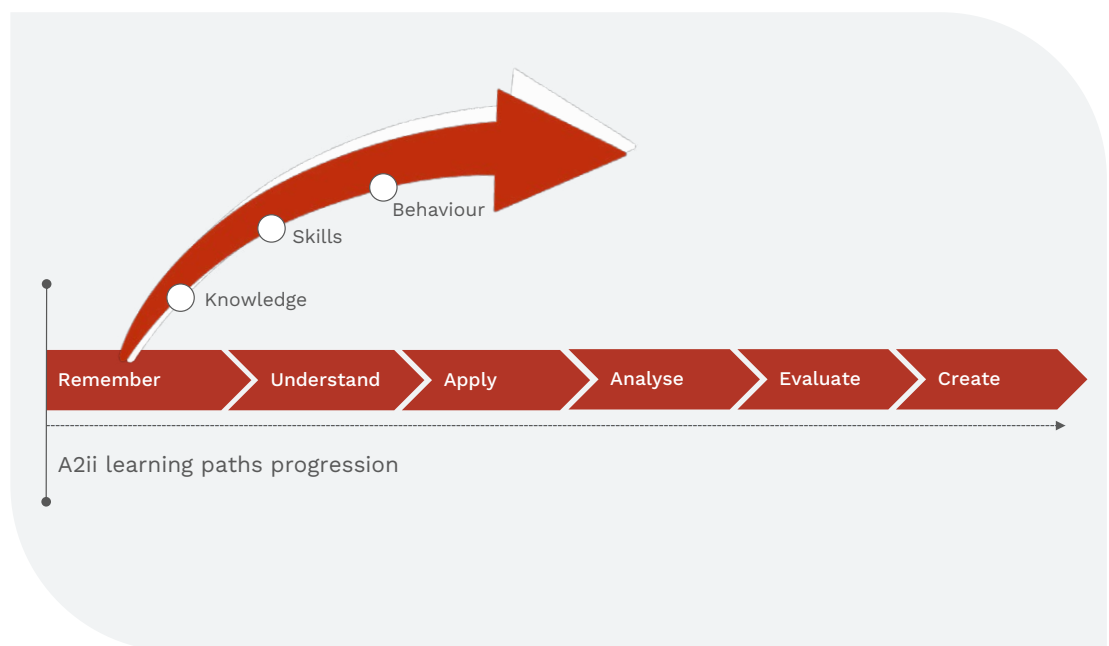 Behaviour
Skills
Knowledge
Remember Understand Apply Analyse Evaluate Create
A2ii learning paths progression